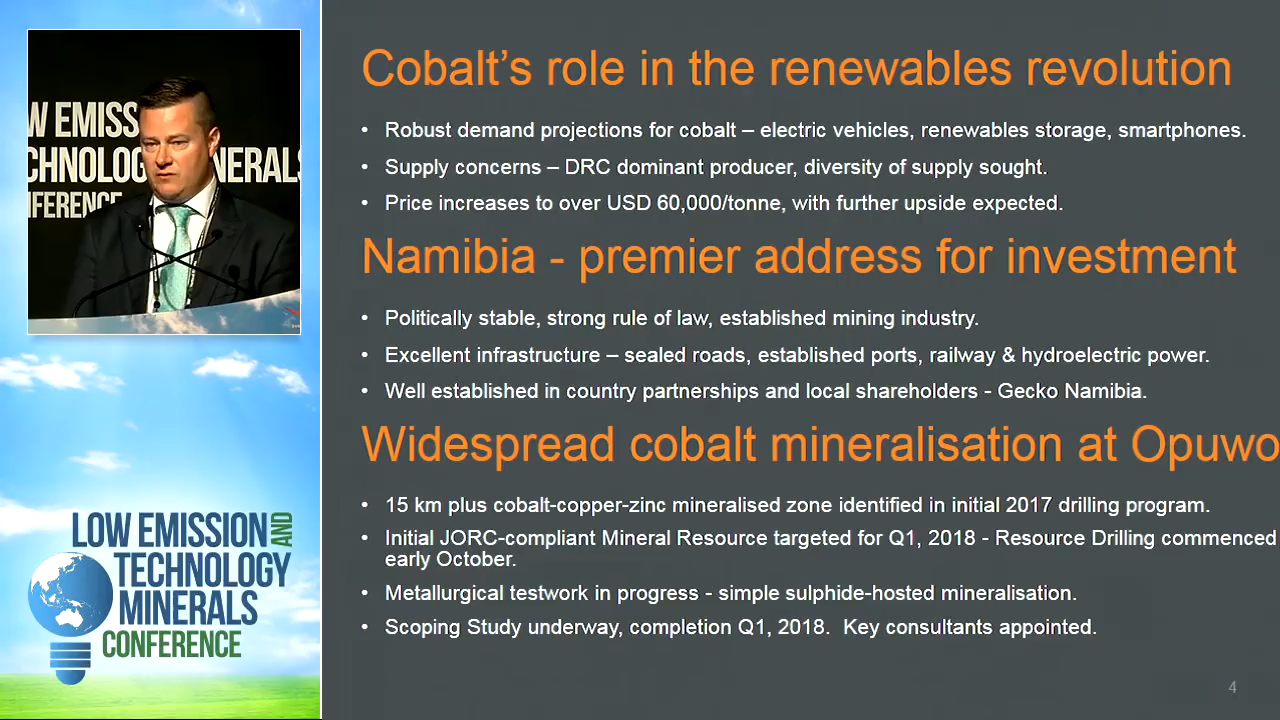 W EMISS
CHNOLOG
INERALS
NFERENCE
LOW EMISSION AND
TECHNOLOGY
MINERALS
CONFERENCE
Cobalt’s role in the renewables revolution
• Robust demand projections for cobalt – electric vehicles, renewables storage, smartphones.
• Supply concerns – DRC dominant producer, diversity of supply sought.
• Price increases to over USD 60,000/tonne, with further upside expected.
Namibia - premier address for investment
• Politically stable, strong rule of law, established mining industry.
• Excellent infrastructure – sealed roads, established ports, railway & hydroelectric power.
• Well established in country partnerships and local shareholders - Gecko Namibia.
Widespread cobalt mineralisation at Opuwo
• 15 km plus cobalt-copper-zinc mineralised zone identified in initial 2017 drilling program.
• Initial JORC-compliant Mineral Resource targeted for Q1, 2018 - Resource Drilling commenced
early October.
• Metallurgical testwork in progress - simple sulphide-hosted mineralisation.
• Scoping Study underway, completion Q1, 2018. Key consultants appointed.
4